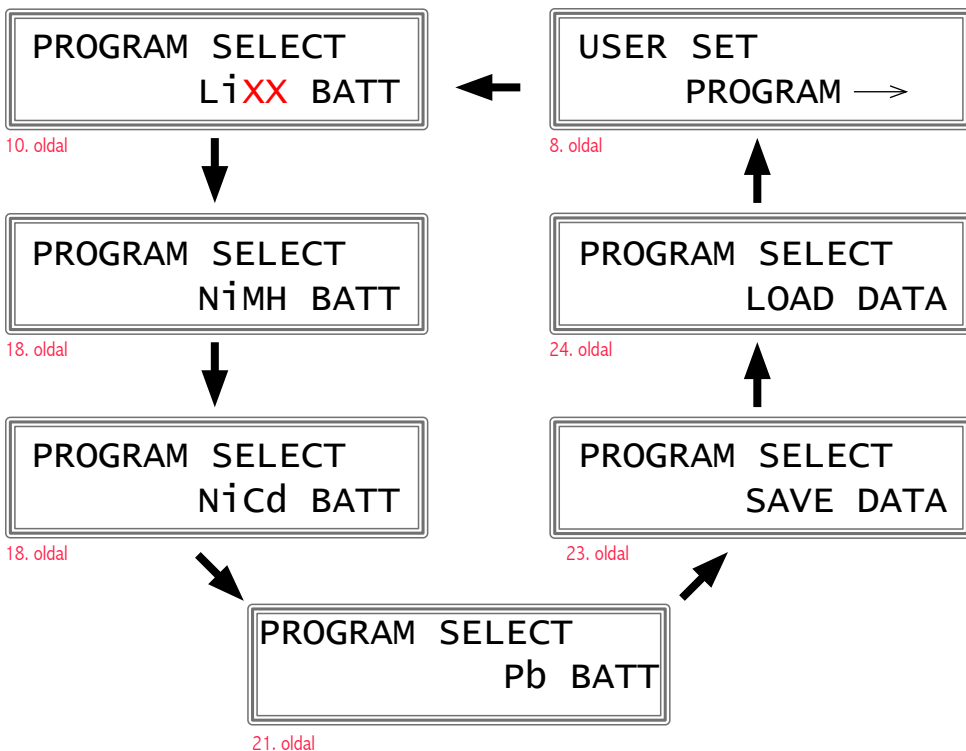 PROGRAM SELECT
LiXX BATT
10. oldal
USER SET
PROGRAM →
8. oldal
PROGRAM SELECT
NiMH BATT
18. oldal
PROGRAM SELECT
LOAD DATA
24. oldal
PROGRAM SELECT
NiCd BATT
18. oldal
PROGRAM SELECT
SAVE DATA
23. oldal
PROGRAM SELECT
Pb BATT
21. oldal